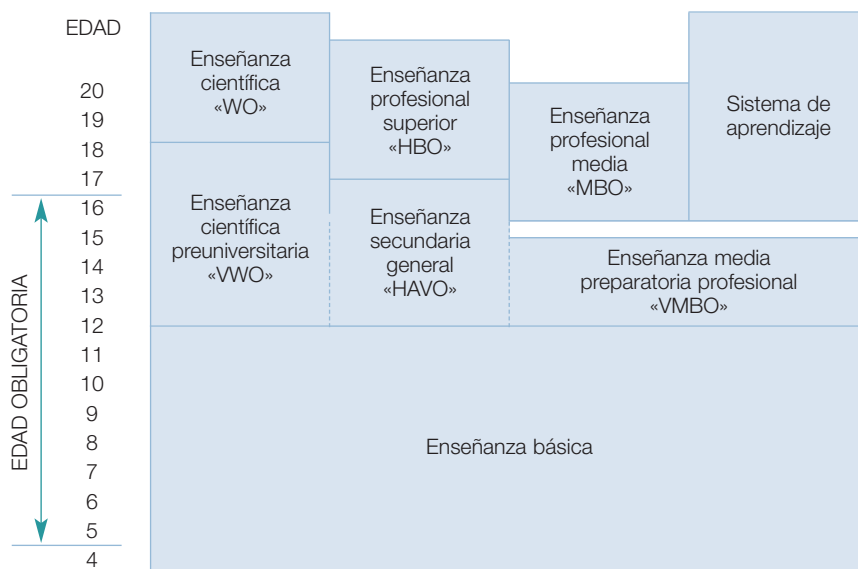 EDAD
Enseñanza
científica
«WO»
Enseñanza
profesional
superior
«HBO»
Enseñanza
profesional
media
«MBO»
Sistema de
aprendizaje
20
19
18
17
16
15
14
13
12
11
10
9
8
7
6
5
4
EDAD OBLIGATORIA
Enseñanza
científica
preuniversitaria
«VWO»
Enseñanza
secundaria
general
«HAVO»
Enseñanza media
preparatoria profesional
«VMBO»
Enseñanza básica